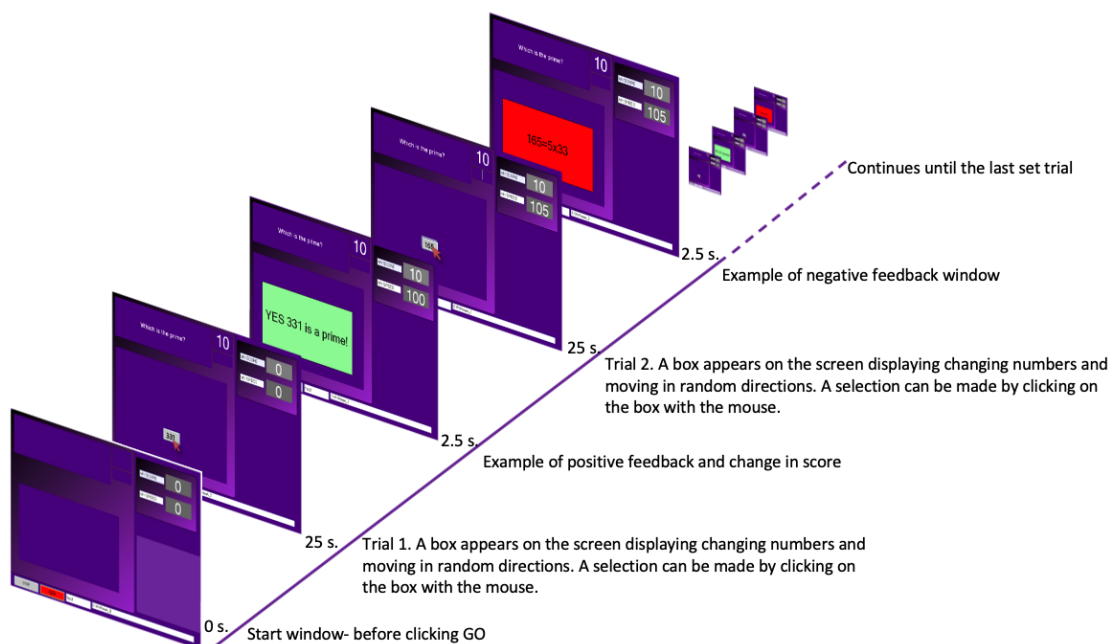 Which is the prime?
10
10
105
165=5x33
2.5 s.
Continues until the last set trial
Example of negative feedback window
Which is the prime?
10
10
105
165
25 s.
Trial 2. A box appears on the screen displaying changing numbers and
moving in random directions. A selection can be made by clicking on
the box with the mouse.
Which is the prime?
10
10
100
YES 331 is a prime!
2.5 s.
Example of positive feedback and change in score
Which is the prime?
10
0
0
331
25 s.
Trial 1. A box appears on the screen displaying changing numbers and
moving in random directions. A selection can be made by clicking on
the box with the mouse.
0
0
0 s.
Start window- before clicking GO